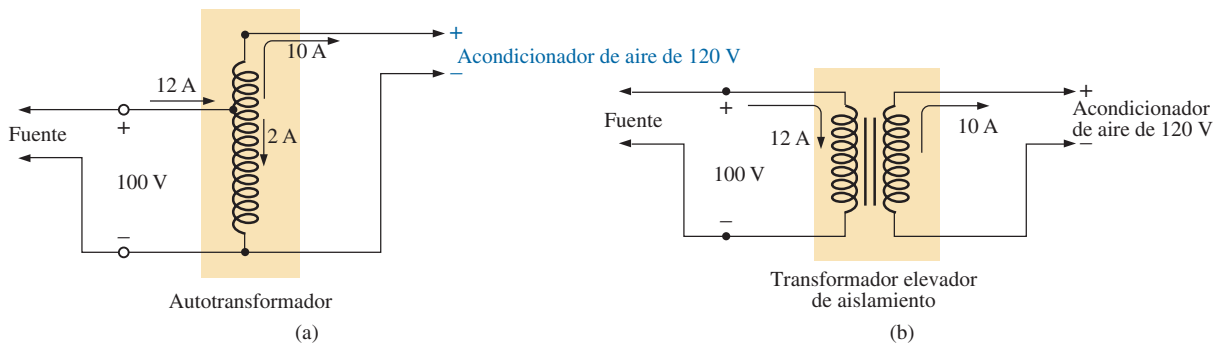 10 A
+
Acondicionador de aire de 120 V
−
12 A
+
Fuente
2 A
100 V
−
Autotransformador
(a)
+
Fuente
12 A
100 V
−
10 A
+
Acondicionador
de aire de 120 V
−
Transformador elevador
de aislamiento
(b)